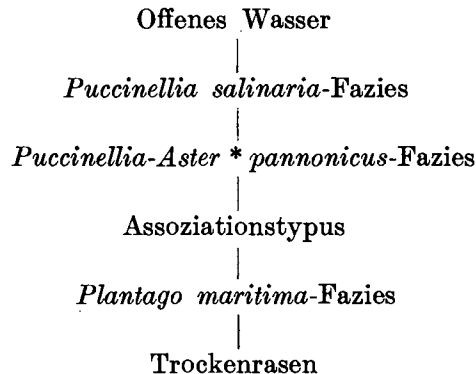 Offenes Wasser
Puccinellia salinaria-Fazies
Puccinellia-Aster * pannonicus-Fazies
Assoziationstypus
Plantago maritima-Fazies
Trockenrasen